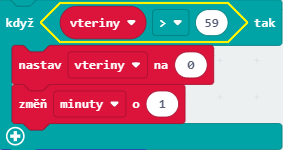 když vteriny > 59 tak
nastav vteriny na 0
změň minuty o 1